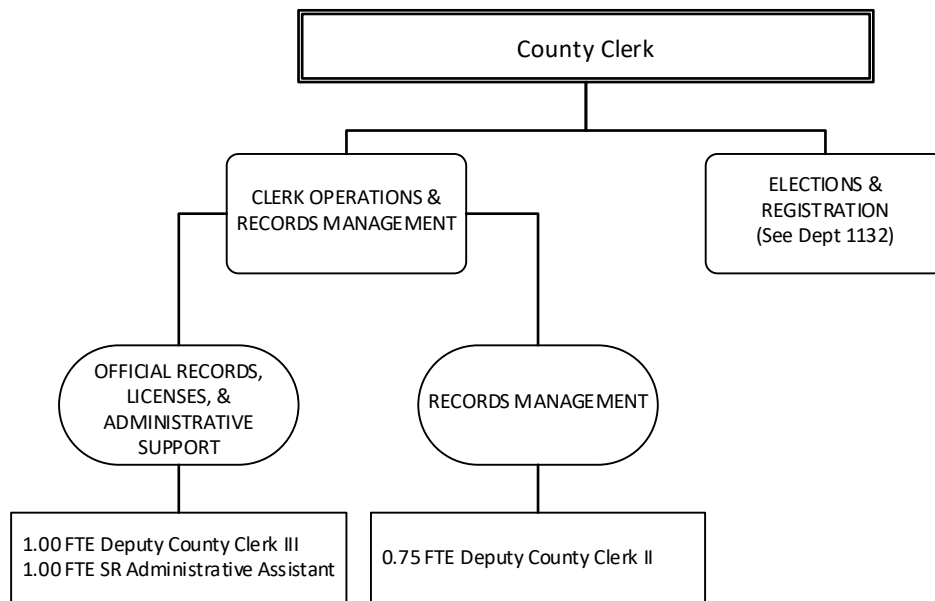 County Clerk
CLERK OPERATIONS &
RECORDS MANAGEMENT
ELECTIONS &
REGISTRATION
(See Dept 1132)
OFFICIAL RECORDS,
LICENSES, &
ADMINISTRATIVE
SUPPORT
RECORDS MANAGEMENT
1.00 FTE Deputy County Clerk III
1.00 FTE SR Administrative Assistant
0.75 FTE Deputy County Clerk II